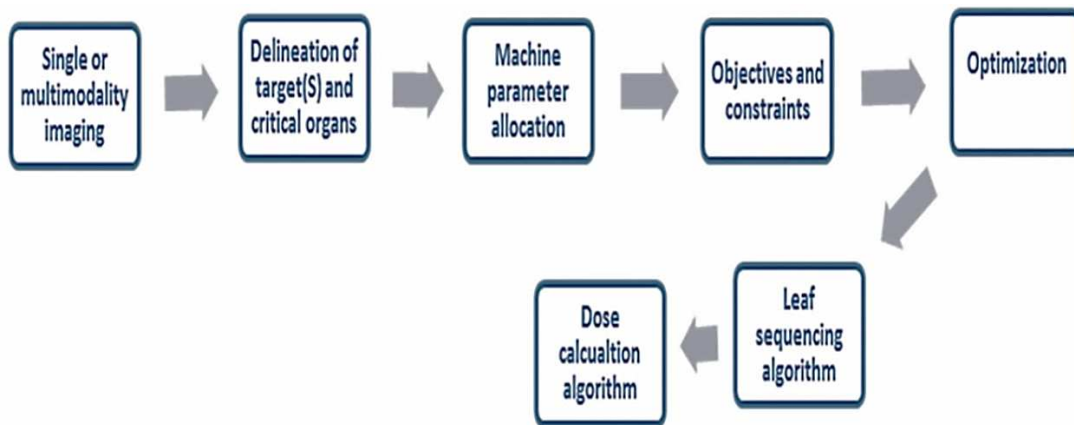 Single or
multimodality
imaging
Delineation of
target(S) and
critical organs
Machine
parameter
allocation
Objectives and
constraints
Optimization
Leaf
sequencing
algorithm
Dose
calcualtion
algorithm